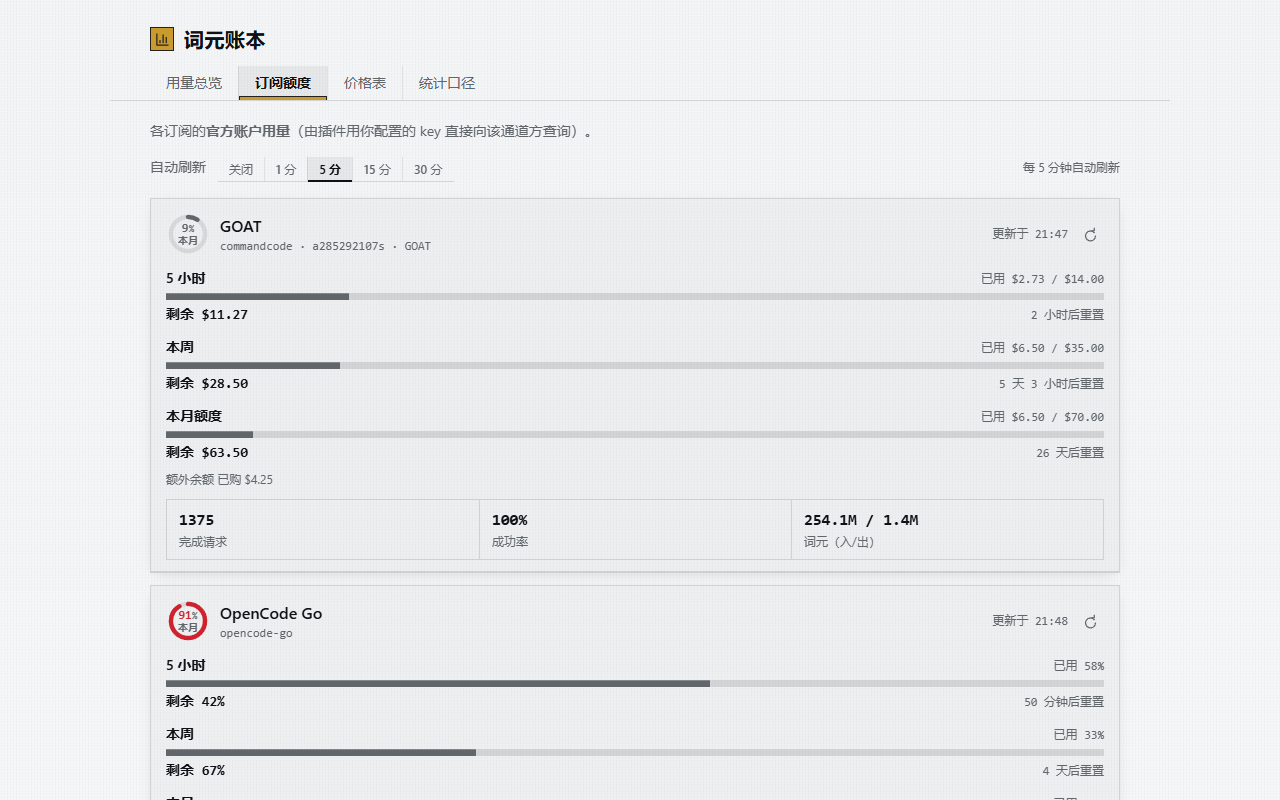 词元账本
用量总览 订阅额度 价格表 统计口径
各订阅的官方账户用量（由插件用你配置的 key 直接向该通道方查询）。
自动刷新 关闭 1 分 5 分 15 分 30 分 每 5 分钟自动刷新
9% 本月
GOAT
commandcode · a285292107s · GOAT
更新于 21:47
5 小时 已用 $2.73 / $14.00
剩余 $11.27 2 小时后重置
本周 已用 $6.50 / $35.00
剩余 $28.50 5 天 3 小时后重置
本月额度 已用 $6.50 / $70.00
剩余 $63.50 26 天后重置
额外余额 已购 $4.25
1375 100% 254.1M / 1.4M
完成请求 成功率 词元（入/出）
91% 本月
OpenCode Go
opencode-go
更新于 21:48
5 小时 已用 58%
剩余 42% 50 分钟后重置
本周 已用 33%
剩余 67% 4 天后重置